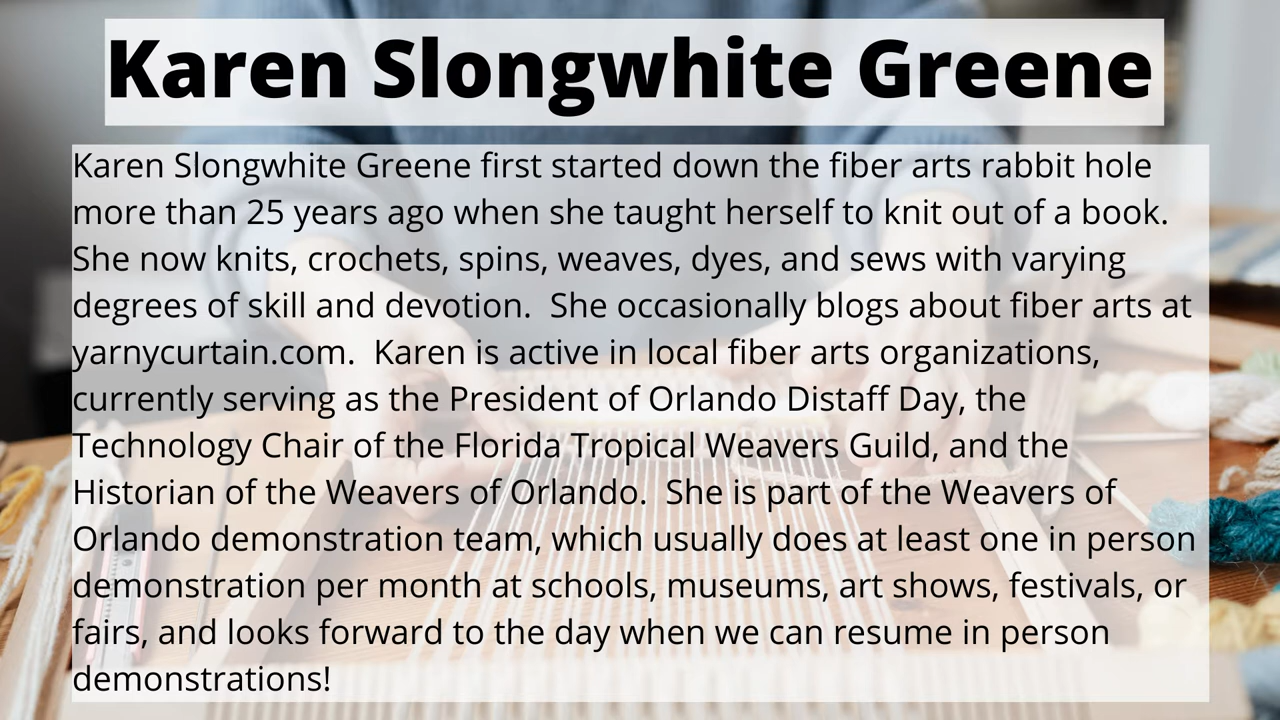 Karen Slongwhite Greene
Karen Slongwhite Greene first started down the fiber arts rabbit hole
more than 25 years ago when she taught herself to knit out of a book.
She now knits, crochets, spins, weaves, dyes, and sews with varying
degrees of skill and devotion.  She occasionally blogs about fiber arts at
yarnycurtain.com.  Karen is active in local fiber arts organizations,
currently serving as the President of Orlando Distaff Day, the
Technology Chair of the Florida Tropical Weavers Guild, and the
Historian of the Weavers of Orlando.  She is part of the Weavers of
Orlando demonstration team, which usually does at least one in person
demonstration per month at schools, museums, art shows, festivals, or
fairs, and looks forward to the day when we can resume in person
demonstrations!